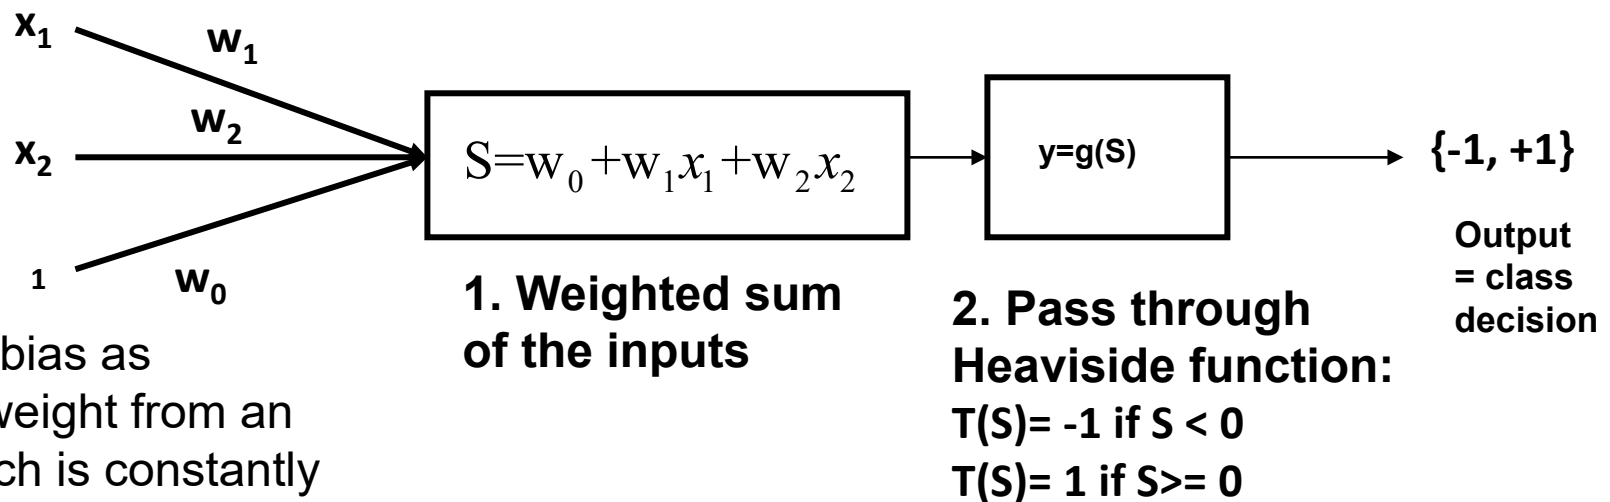 x₁
w₁
w₂
x₂
1
w₀
S=w₀+w₁x₁+w₂x₂
y=g(S)
{-1, +1}
Output
= class
decision
1. Weighted sum
of the inputs
2. Pass through
Heaviside function:
T(S)= -1 if S < 0
T(S)= 1 if S>= 0
bias as
weight from an
ch is constantly